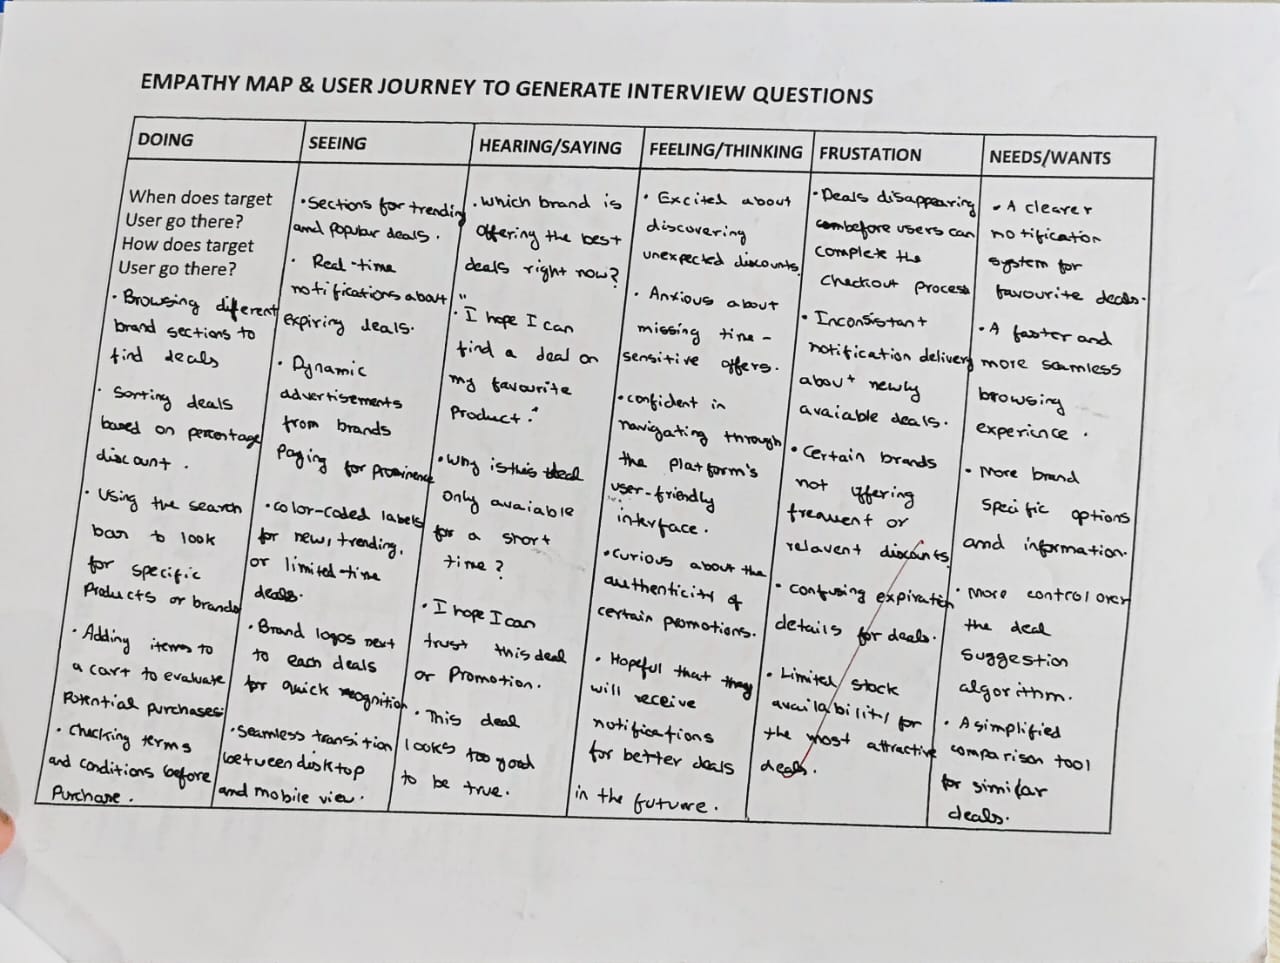 EMPATHY MAP & USER JOURNEY TO GENERATE INTERVIEW QUESTIONS
DOING
When does target
User go there?
How does target
User go there?
· Browsing diferent
brand sections to
find deals
· Sorting deals
based on percentage
discount.
· Using the search
bar to look
for specific
Products or brands
· Adding items to
a cart to evaluate
Potential purchases
· Checking terms
and conditions before
Purchase.
SEEING
· Sections for trending
and popular deals.
· Real-time
notifications about
expiring deals.
· Dynamic
advertisements
from brands
Paging for prominence
· color-coded labels
for new, trending,
or limited-time
deals.
· Brand logos next
to each deals
for quick recognition
· Seamless transition
between disktop
and mobile view.
HEARING/SAYING
· which brand is
offering the best
deals right now?
"
· I hope I can
find a deal on
my favourite
Product."
· why is this deal
only avaiable
for a short
time?
· I hope I can
trust this deal
or Promotion.
· This deal
looks too good
to be true.
FEELING/THINKING
· Excited about
discovering
unexpected discounts
· Anxious about
missing time-
sensitive offers.
· confident in
navigating through
the platform's
user-friendly
interface.
· curious about the
authenticity of
certain promotions.
· Hopeful that they
will receive
notifications
for better deals
in the future.
FRUSTATION
· Deals disappearing
before users can
complete the
checkout process
· Inconsistant
notification delivery
about newly
avaiable deals.
· Certain brands
not offering
frequent or
relavent discounts
· confusing expiration
details for deals.
· Limited stock
availability for
the most attractive
deals.
NEEDS/WANTS
· A clearer
notification
system for
favourite deals.
· A faster and
more seamless
browsing
experience.
· More brand
specific options
and information.
· More control over
the deal
suggestion
algorithm.
· A simplified
comparison tool
for similar
deals.